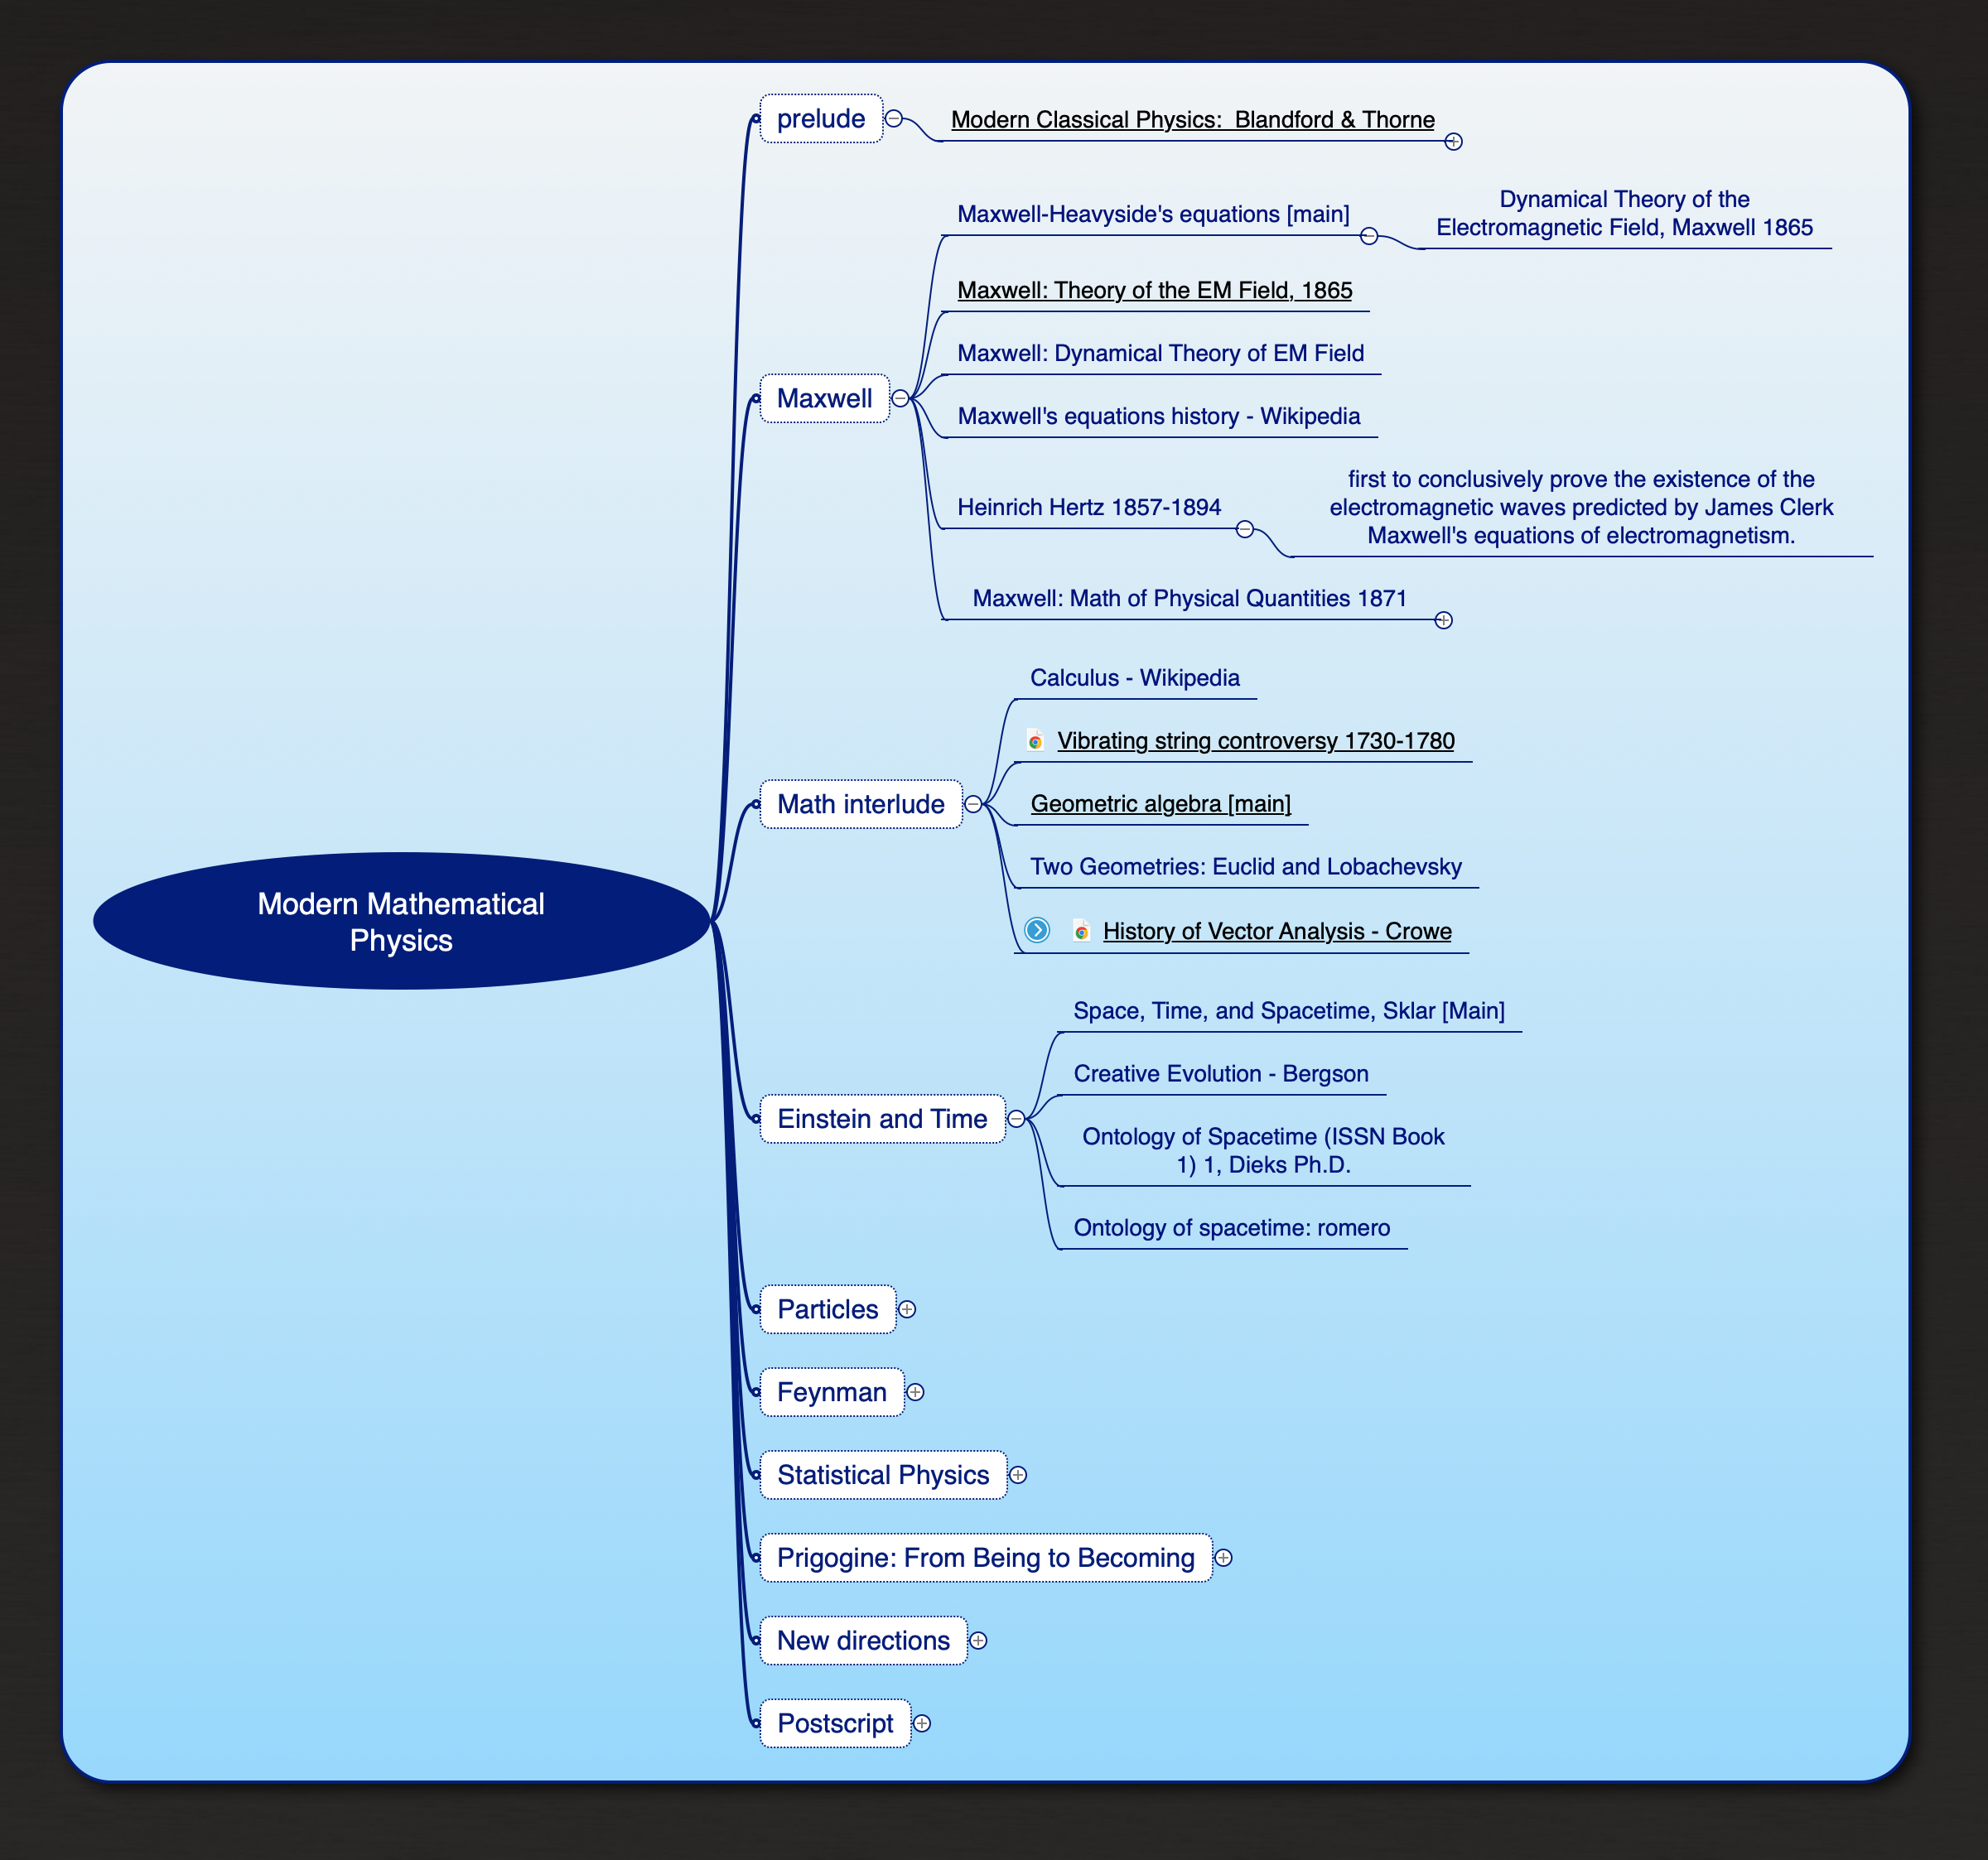 prelude
Modern Classical Physics:  Blandford & Thorne
Maxwell-Heavyside's equations [main]
Dynamical Theory of the
Electromagnetic Field, Maxwell 1865
Maxwell: Theory of the EM Field, 1865
Maxwell: Dynamical Theory of EM Field
Maxwell
Maxwell's equations history - Wikipedia
Heinrich Hertz 1857-1894
first to conclusively prove the existence of the
electromagnetic waves predicted by James Clerk
Maxwell's equations of electromagnetism.
Maxwell: Math of Physical Quantities 1871
Calculus - Wikipedia
Vibrating string controversy 1730-1780
Math interlude
Geometric algebra [main]
Two Geometries: Euclid and Lobachevsky
History of Vector Analysis - Crowe
Modern Mathematical
Physics
Space, Time, and Spacetime, Sklar [Main]
Creative Evolution - Bergson
Einstein and Time
Ontology of Spacetime (ISSN Book
1) 1, Dieks Ph.D.
Ontology of spacetime: romero
Particles
Feynman
Statistical Physics
Prigogine: From Being to Becoming
New directions
Postscript